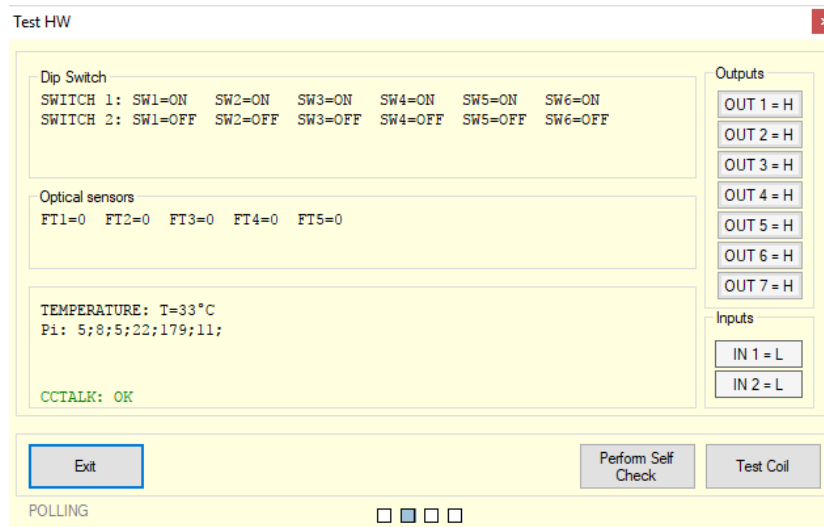 Test HW
Dip Switch
SWITCH 1: SW1=ON SW2=ON SW3=ON SW4=ON SW5=ON SW6=ON
SWITCH 2: SW1=OFF SW2=OFF SW3=OFF SW4=OFF SW5=OFF SW6=OFF
Optical sensors
FT1=0 FT2=0 FT3=0 FT4=0 FT5=0
TEMPERATURE: T=33°C
Pi: 5;8;5;22;179;11;
CCTALK: OK
Outputs
OUT 1 = H
OUT 2 = H
OUT 3 = H
OUT 4 = H
OUT 5 = H
OUT 6 = H
OUT 7 = H
Inputs
IN 1 = L
IN 2 = L
Exit
Perform Self
Check
Test Coil
POLLING